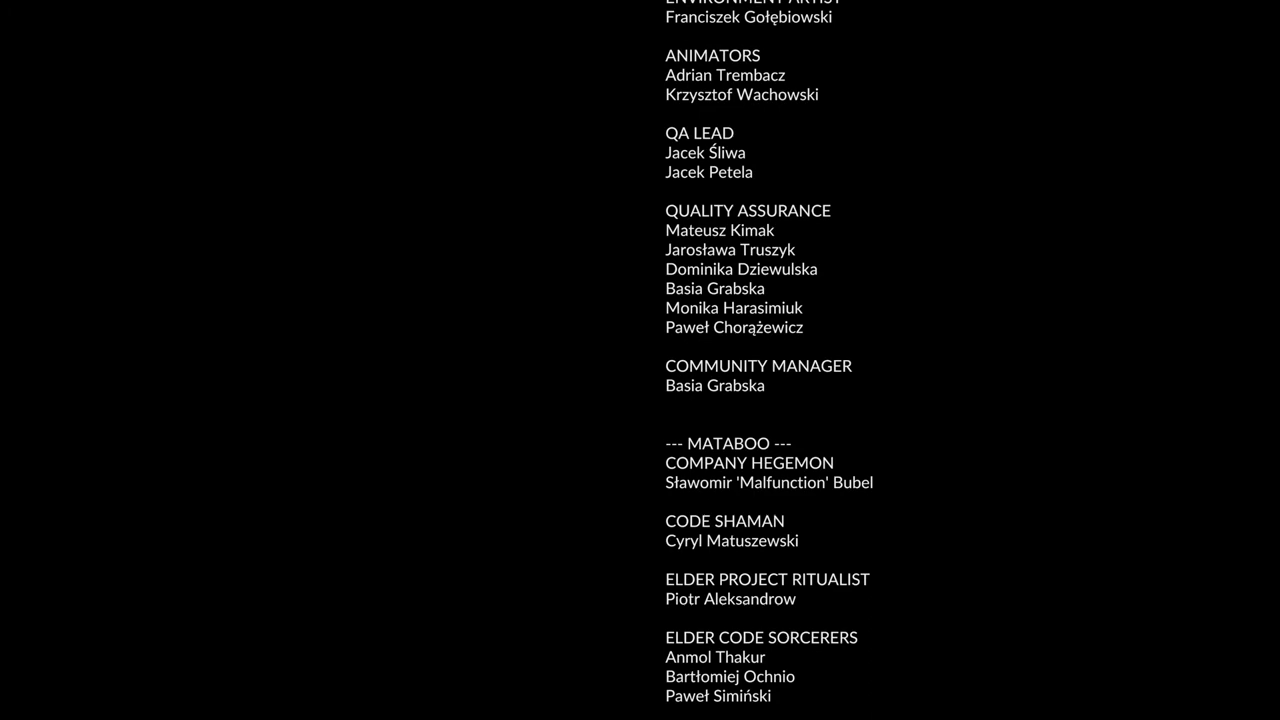 ENVIRONMENT ARTIST
Franciszek Gołębiowski
ANIMATORS
Adrian Trembacz
Krzysztof Wachowski
QA LEAD
Jacek Śliwa
Jacek Petela
QUALITY ASSURANCE
Mateusz Kimak
Jarosława Truszyk
Dominika Dziewulska
Basia Grabska
Monika Harasimiuk
Paweł Chorążewicz
COMMUNITY MANAGER
Basia Grabska
--- MATABOO ---
COMPANY HEGEMON
Sławomir 'Malfunction' Bubel
CODE SHAMAN
Cyryl Matuszewski
ELDER PROJECT RITUALIST
Piotr Aleksandrow
ELDER CODE SORCERERS
Anmol Thakur
Bartłomiej Ochnio
Paweł Simiński